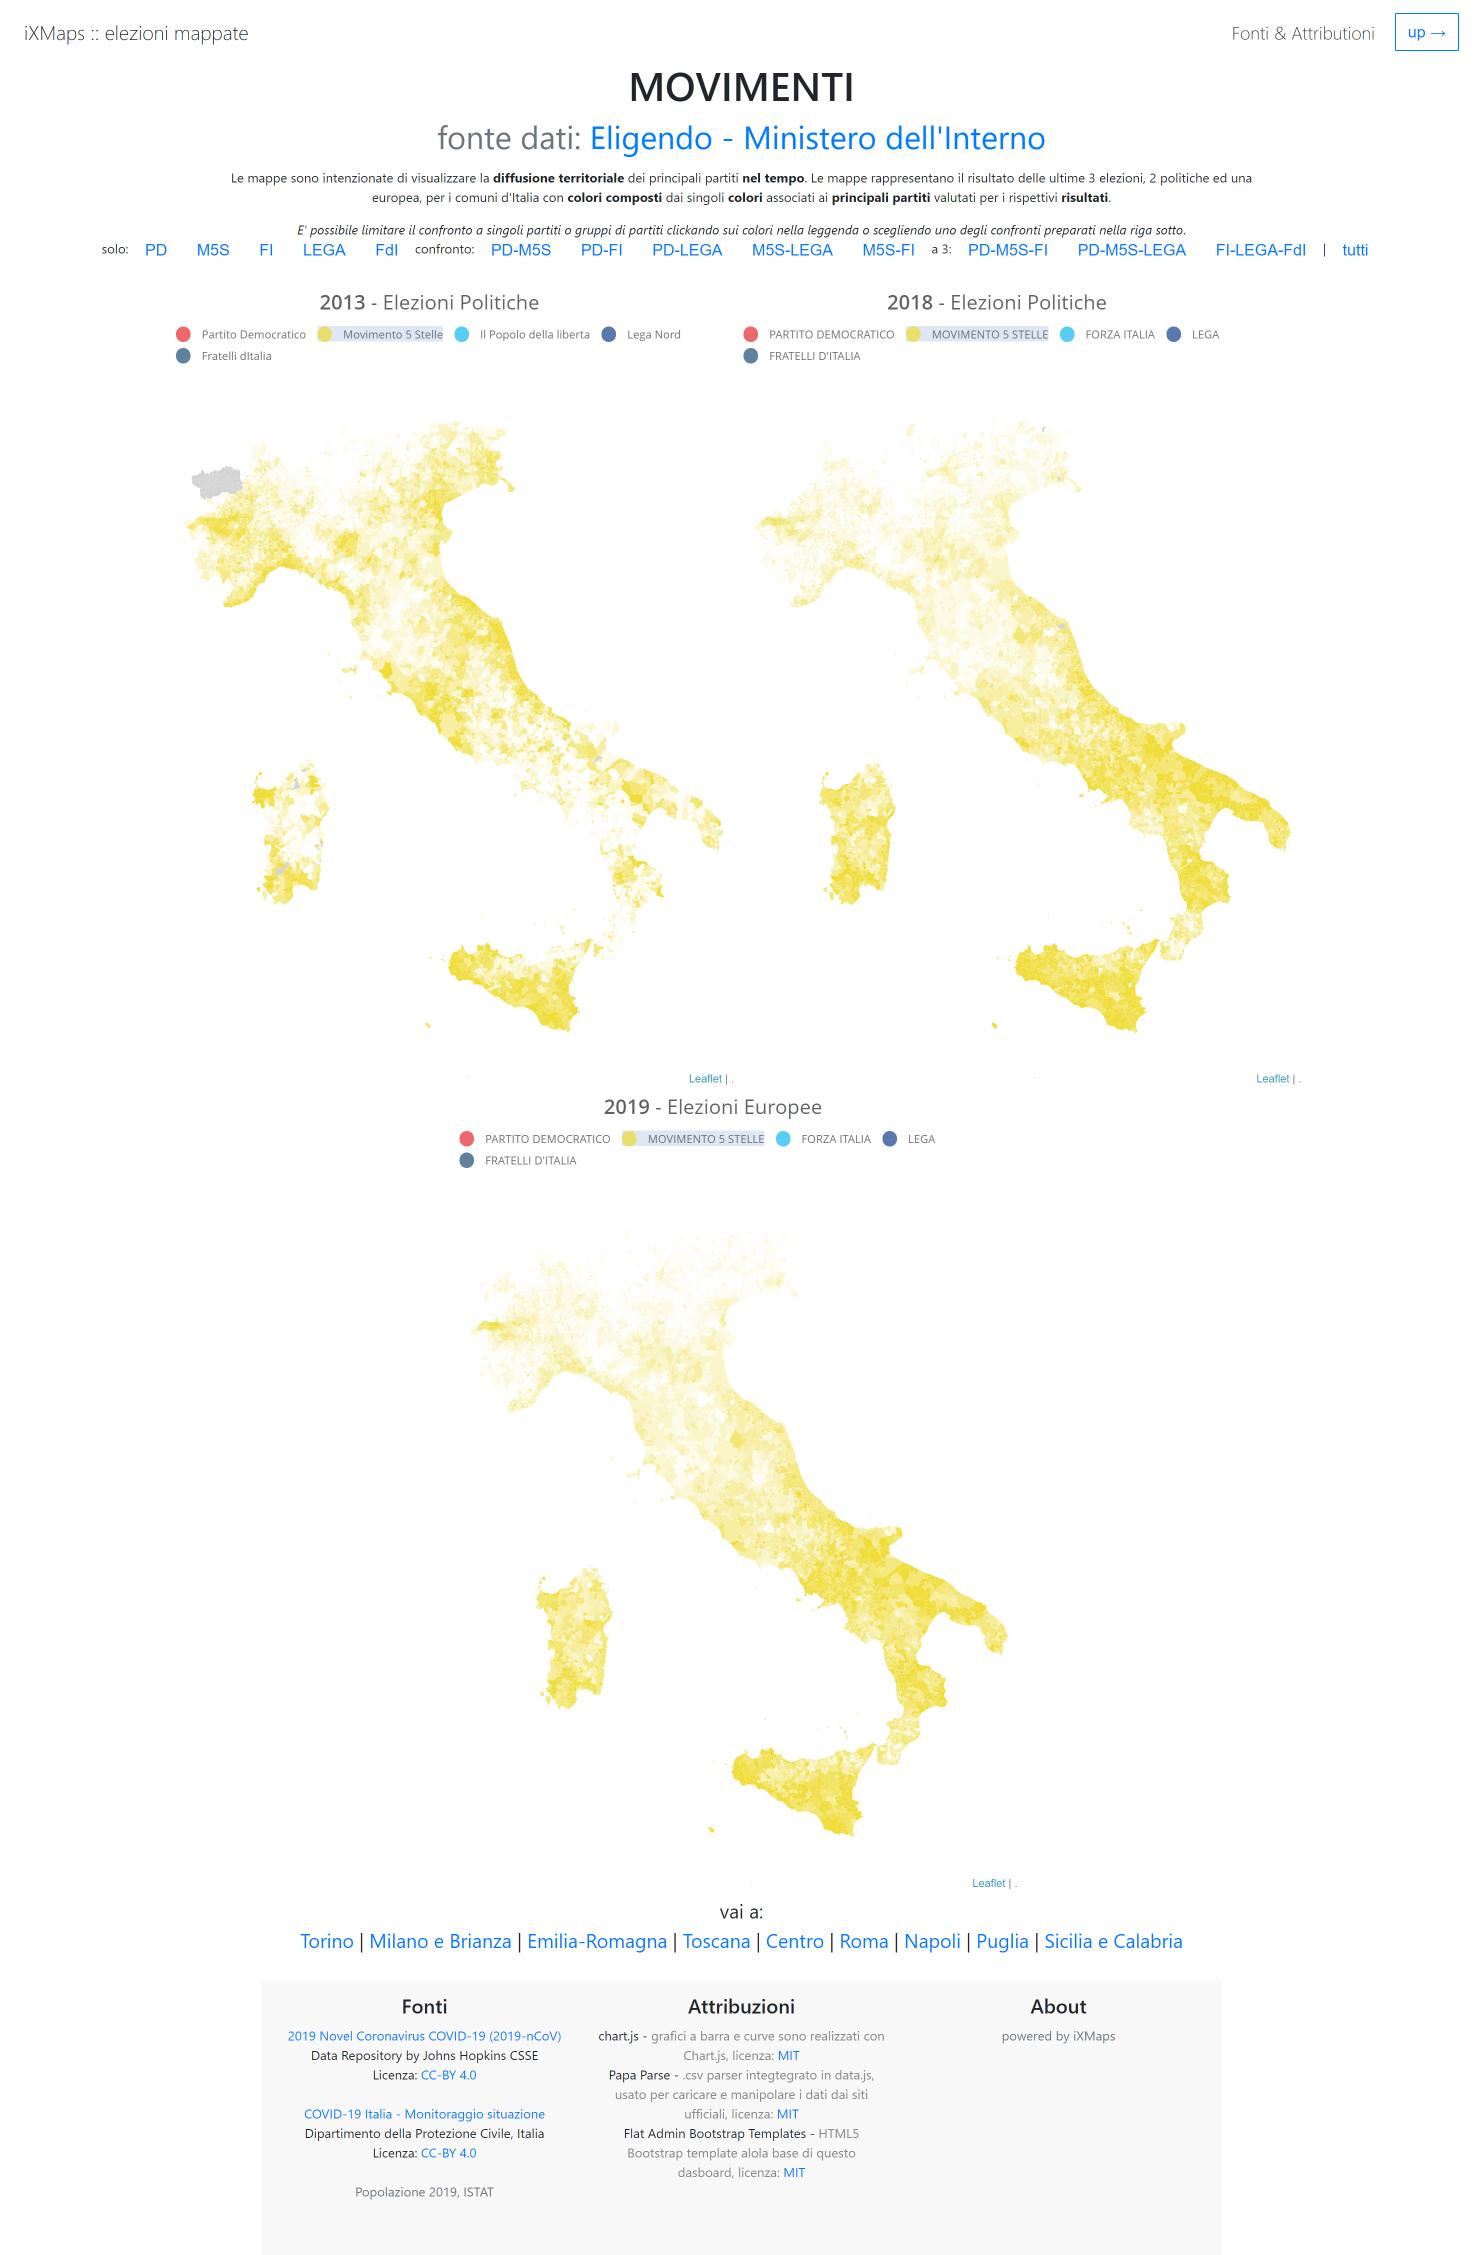 iXMaps :: elezioni mappate
Fonti & Attributioni
up →
MOVIMENTI
fonte dati: Eligendo - Ministero dell'Interno
Le mappe sono intenzionate di visualizzare la diffusione territoriale dei principali partiti nel tempo. Le mappe rappresentano il risultato delle ultime 3 elezioni, 2 politiche ed una
europea, per i comuni d'Italia con colori composti dai singoli colori associati ai principali partiti valutati per i rispettivi risultati.
E' possibile limitare il confronto a singoli partiti o gruppi di partiti clickando sui colori nella leggenda o scegliendo uno degli confronti preparati nella riga sotto.
solo: PD M5S FI LEGA FdI confronto: PD-M5S PD-FI PD-LEGA M5S-LEGA M5S-FI a 3: PD-M5S-FI PD-M5S-LEGA FI-LEGA-FdI | tutti
2013 - Elezioni Politiche
Partito Democratico Movimento 5 Stelle Il Popolo della liberta Lega Nord
Fratelli dItalia
Leaflet | .
2018 - Elezioni Politiche
PARTITO DEMOCRATICO MOVIMENTO 5 STELLE FORZA ITALIA LEGA
FRATELLI D'ITALIA
Leaflet | .
2019 - Elezioni Europee
PARTITO DEMOCRATICO MOVIMENTO 5 STELLE FORZA ITALIA LEGA
FRATELLI D'ITALIA
Leaflet | .
vai a:
Torino | Milano e Brianza | Emilia-Romagna | Toscana | Centro | Roma | Napoli | Puglia | Sicilia e Calabria
Fonti
2019 Novel Coronavirus COVID-19 (2019-nCoV)
Data Repository by Johns Hopkins CSSE
Licenza: CC-BY 4.0
COVID-19 Italia - Monitoraggio situazione
Dipartimento della Protezione Civile, Italia
Licenza: CC-BY 4.0
Popolazione 2019, ISTAT
Attribuzioni
chart.js - grafici a barra e curve sono realizzati con
Chart.js, licenza: MIT
Papa Parse - .csv parser integtegrato in data.js,
usato per caricare e manipolare i dati dai siti
ufficiali, licenza: MIT
Flat Admin Bootstrap Templates - HTML5
Bootstrap template alola base di questo
dasboard, licenza: MIT
About
powered by iXMaps